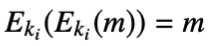 $E_{k_i}(E_{k_i}(m)) = m$